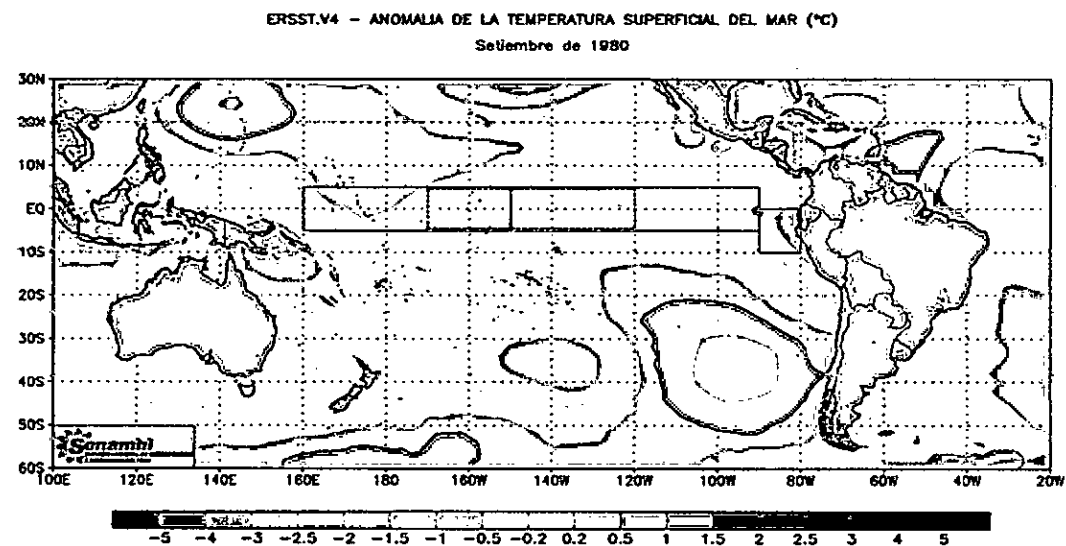 ERSST.V4 – ANOMALIA DE LA TEMPERATURA SUPERFICIAL DEL MAR (°C)
Setiembre de 1980
30N
20N
10N
EQ
10S
20S
30S
40S
50S
60S
Senamhi
100E 120E 140E 160E 180 160W 140W 120W 100W 80W 60W 40W 20W
-5 -4 -3 -2.5 -2 -1.5 -1 -0.5 -0.2 0.2 0.5 1 1.5 2 2.5 3 4 5